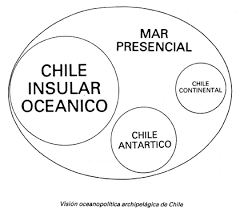 MAR
PRESENCIAL
CHILE
INSULAR
OCEANICO
CHILE
CONTINENTAL
CHILE
ANTARTICO
Visión oceanopolítica archipelágica de Chile